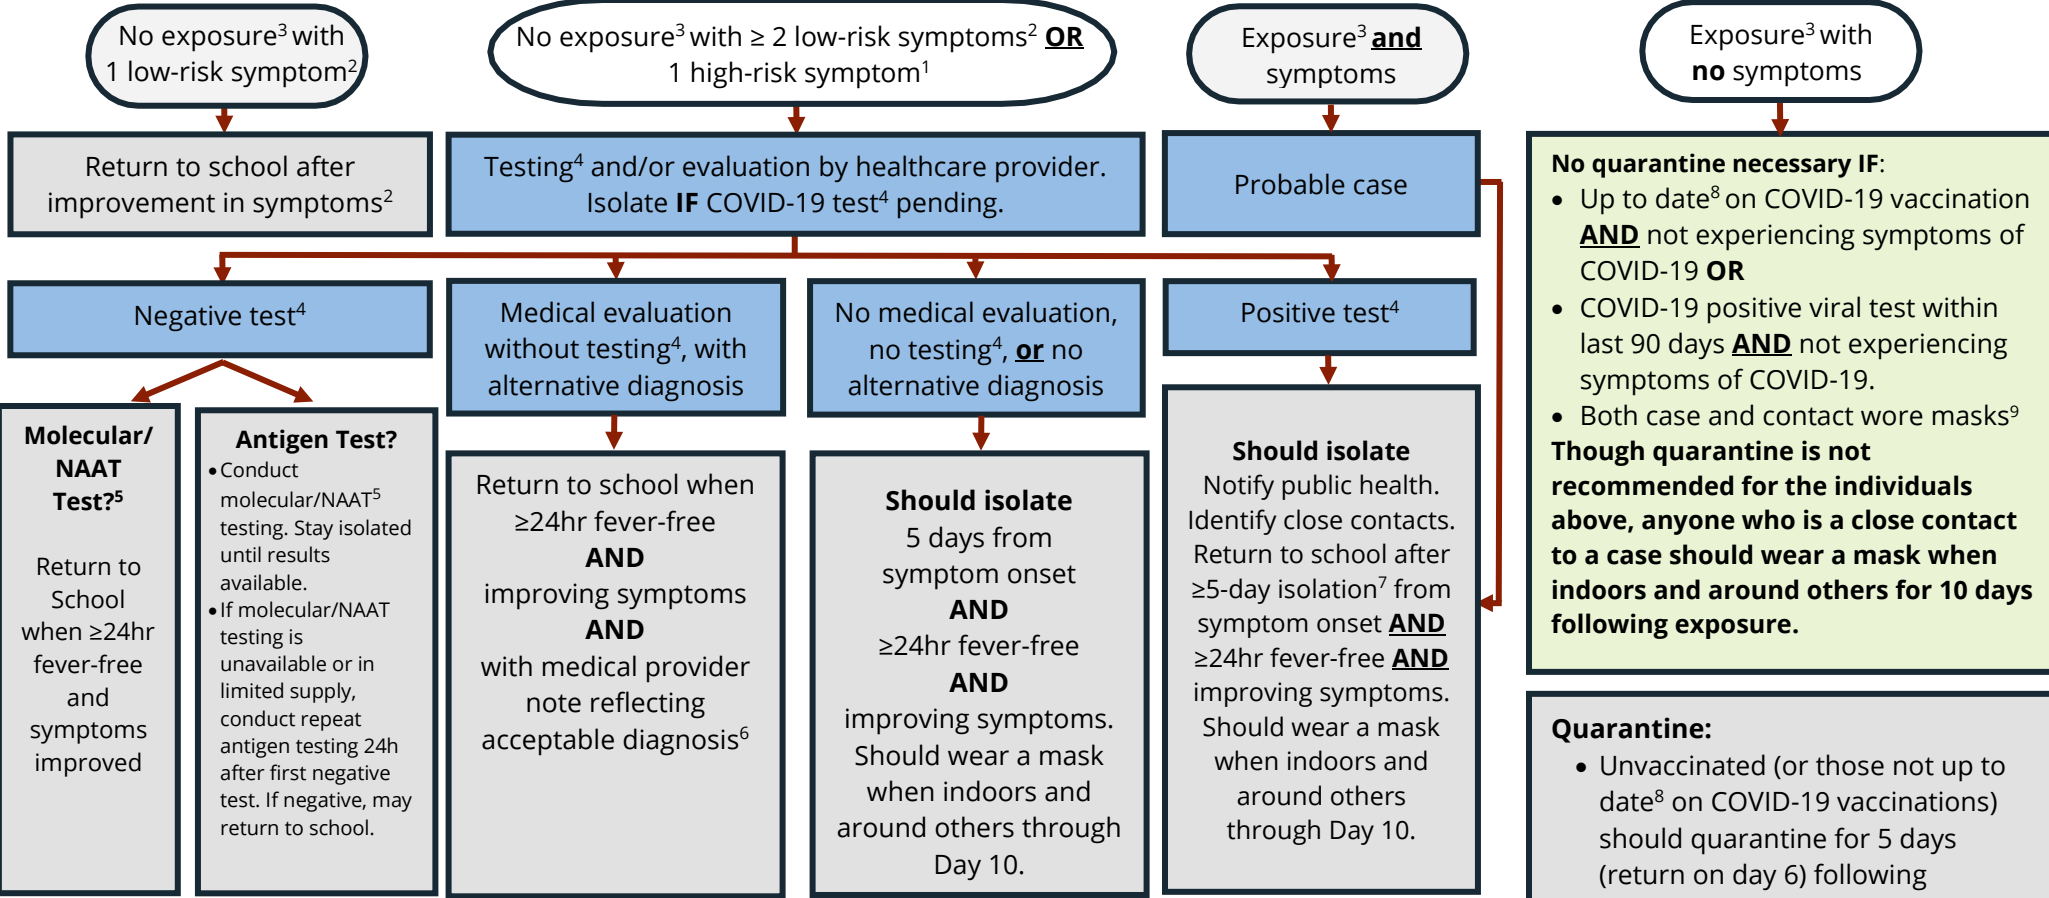 No exposure³ with
1 low-risk symptom²
No exposure³ with ≥ 2 low-risk symptoms² OR
1 high-risk symptom¹
Exposure³ and
symptoms
Exposure³ with
no symptoms
Return to school after
improvement in symptoms²
Testing⁴ and/or evaluation by healthcare provider.
Isolate IF COVID-19 test⁴ pending.
Probable case
Negative test⁴
Medical evaluation
without testing⁴, with
alternative diagnosis
No medical evaluation,
no testing⁴, or no
alternative diagnosis
Positive test⁴
Molecular/
NAAT
Test?⁵
Return to
School
when ≥24hr
fever-free
and
symptoms
improved
Antigen Test?
• Conduct
molecular/NAAT⁵
testing. Stay isolated
until results
available.
• If molecular/NAAT
testing is
unavailable or in
limited supply,
conduct repeat
antigen testing 24h
after first negative
test. If negative, may
return to school.
Return to school when
≥24hr fever-free
AND
improving symptoms
AND
with medical provider
note reflecting
acceptable diagnosis⁶
Should isolate
5 days from
symptom onset
AND
≥24hr fever-free
AND
improving symptoms.
Should wear a mask
when indoors and
around others through
Day 10.
Should isolate
Notify public health.
Identify close contacts.
Return to school after
≥5-day isolation⁷ from
symptom onset AND
≥24hr fever-free AND
improving symptoms.
Should wear a mask
when indoors and
around others
through Day 10.
No quarantine necessary IF:
• Up to date⁸ on COVID-19 vaccination
AND not experiencing symptoms of
COVID-19 OR
• COVID-19 positive viral test within
last 90 days AND not experiencing
symptoms of COVID-19.
• Both case and contact wore masks⁹
Though quarantine is not
recommended for the individuals
above, anyone who is a close contact
to a case should wear a mask when
indoors and around others for 10 days
following exposure.
Quarantine:
• Unvaccinated (or those not up to
date⁸ on COVID-19 vaccinations)
should quarantine for 5 days
(return on day 6) following